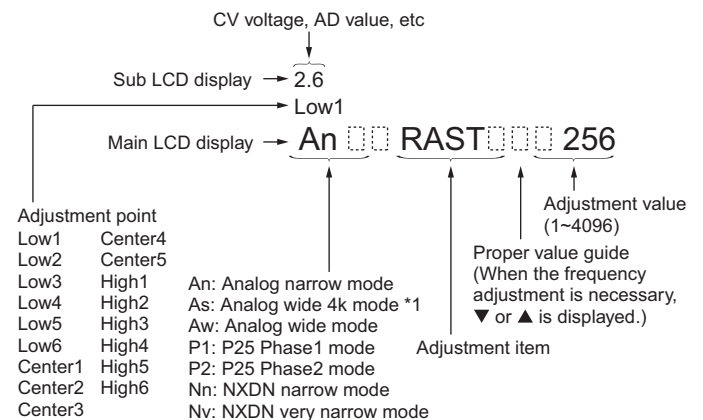 CV voltage, AD value, etc
Sub LCD display
2.6
Low1
Main LCD display
An RAST 256
Adjustment point
Low1 Center4
Low2 Center5
Low3 High1
Low4 High2
Low5 High3
Low6 High4
Center1 High5
Center2 High6
Center3
An: Analog narrow mode
As: Analog wide 4k mode *1
Aw: Analog wide mode
P1: P25 Phase1 mode
P2: P25 Phase2 mode
Nn: NXDN narrow mode
Nv: NXDN very narrow mode
Adjustment item
Proper value guide
(When the frequency
adjustment is necessary,
▼ or ▲ is displayed.)
Adjustment value
(1~4096)